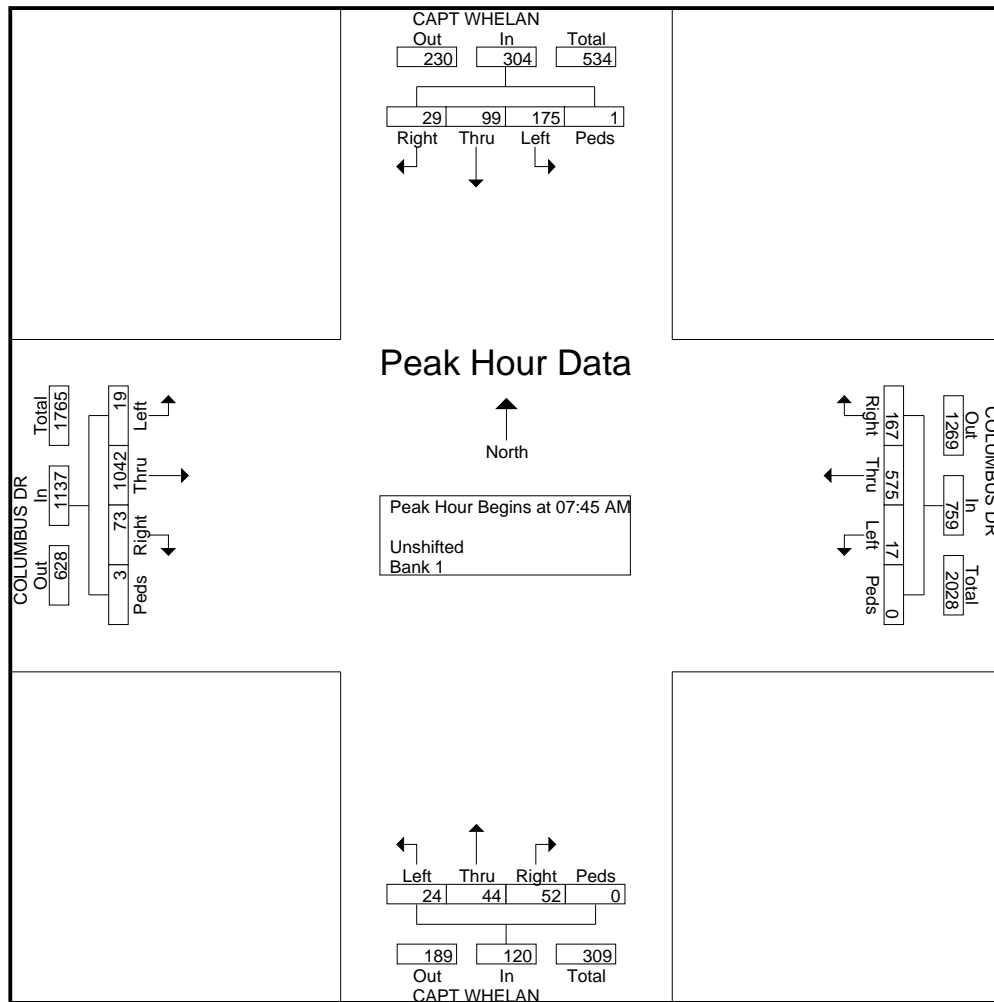 CAPT WHELAN
Out In Total
230 304 534
29 99 175 1
Right Thru Left Peds
Peak Hour Data
North
Peak Hour Begins at 07:45 AM
Unshifted
Bank 1
COLUMBUS DR
Total In Out
1765 1137 628
19 1042 73 3
Left Thru Right Peds
COLUMBUS DR
Out In Total
1269 759 2028
167 575 17 0
Right Thru Left Peds
Left Thru Right Peds
24 44 52 0
189 120 309
Out In Total
CAPT WHELAN